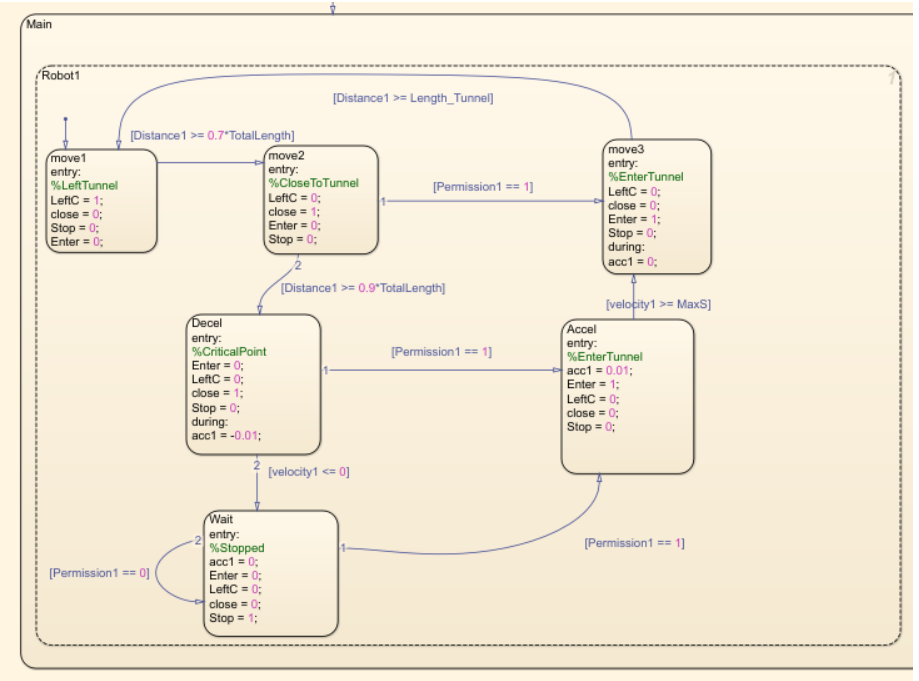 Main
Robot1
1
[Distance1 >= Length_Tunnel]
[Distance1 >= 0.7*TotalLength]
move1
entry:
%LeftTunnel
LeftC = 1;
close = 0;
Stop = 0;
Enter = 0;
move2
entry:
%CloseToTunnel
LeftC = 0;
close = 1;
Enter = 0;
Stop = 0;
1
[Permission1 == 1]
move3
entry:
%EnterTunnel
LeftC = 0;
close = 0;
Enter = 1;
Stop = 0;
during:
acc1 = 0;
2
[Distance1 >= 0.9*TotalLength]
[velocity1 >= MaxS]
Decel
entry:
%CriticalPoint
Enter = 0;
LeftC = 0;
close = 1;
Stop = 0;
during:
acc1 = -0.01;
1
[Permission1 == 1]
Accel
entry:
%EnterTunnel
acc1 = 0.01;
Enter = 1;
LeftC = 0;
close = 0;
Stop = 0;
2
[velocity1 <= 0]
Wait
entry:
%Stopped
acc1 = 0;
Enter = 0;
LeftC = 0;
close = 0;
Stop = 1;
2
[Permission1 == 0]
1
[Permission1 == 1]